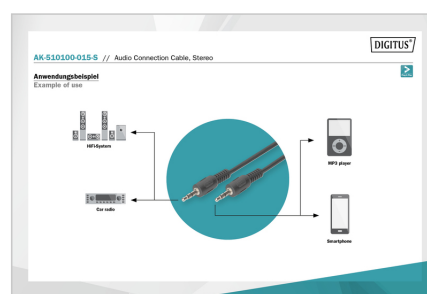 DIGITUS®
AK-510100-015-S // Audio Connection Cable, Stereo
Anwendungsbeispiel
Example of use
HiFi-System
MP3 player
Car radio
Smartphone